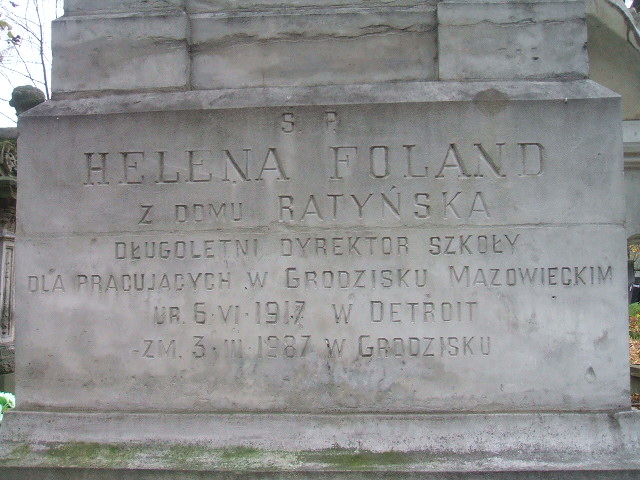 Ś. P.
HELENA FOLAND
Z DOMU RATYŃSKA
DŁUGOLETNI DYREKTOR SZKOŁY
DLA PRACUJĄCYCH W GRODZISKU MAZOWIECKIM
UR. 6·VI·1917 W DETROIT
ZM. 3·III·1987 W GRODZISKU